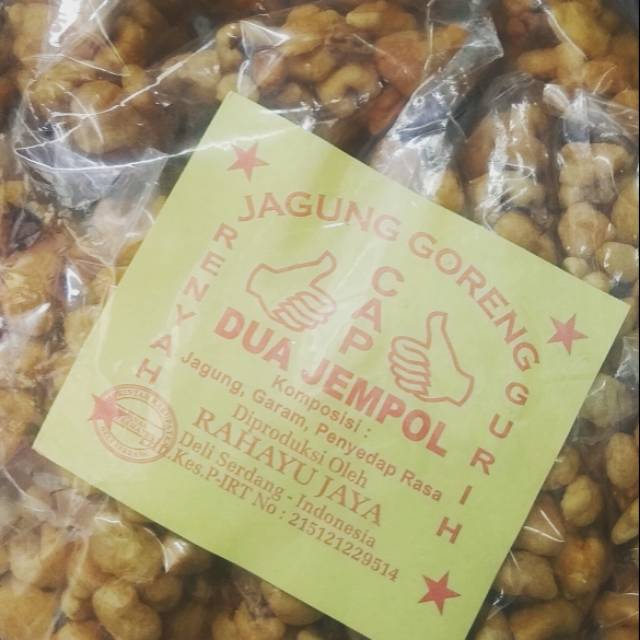 JAGUNG GORENG GURIH
RENYAH
CAP
DUA JEMPOL
Komposisi :
Jagung, Garam, Penyedap Rasa
Diproduksi Oleh
RAHAYU JAYA
Deli Serdang - Indonesia
Kes.P-IRT No : 215121229514